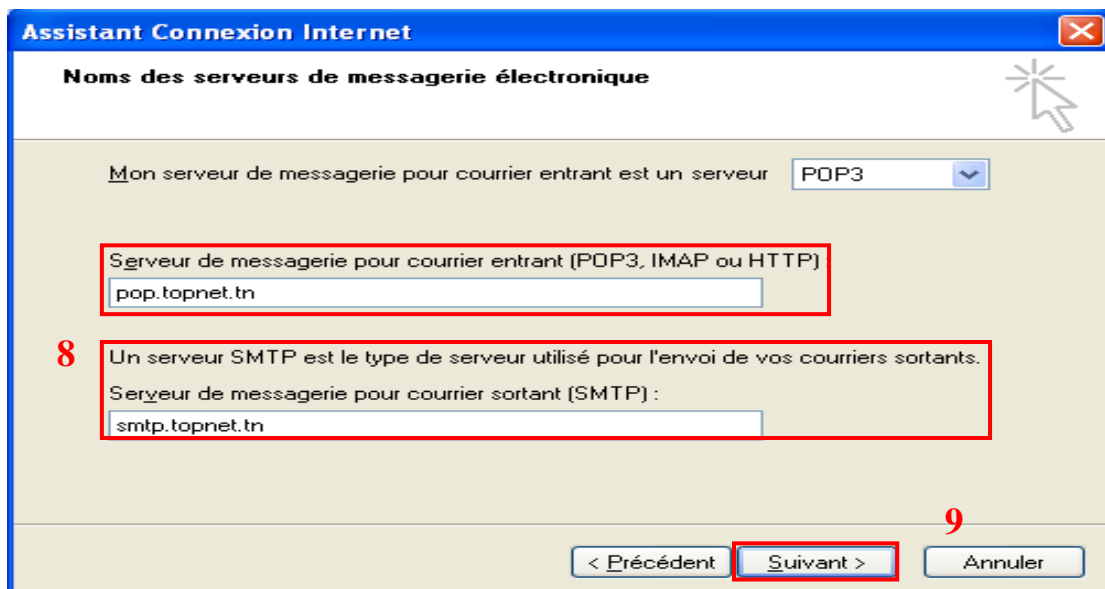 Assistant Connexion Internet
Noms des serveurs de messagerie électronique
Mon serveur de messagerie pour courrier entrant est un serveur POP3
Serveur de messagerie pour courrier entrant (POP3, IMAP ou HTTP) :
pop.topnet.tn
8 Un serveur SMTP est le type de serveur utilisé pour l'envoi de vos courriers sortants.
Serveur de messagerie pour courrier sortant (SMTP) :
smtp.topnet.tn
9
< Précédent Suivant > Annuler